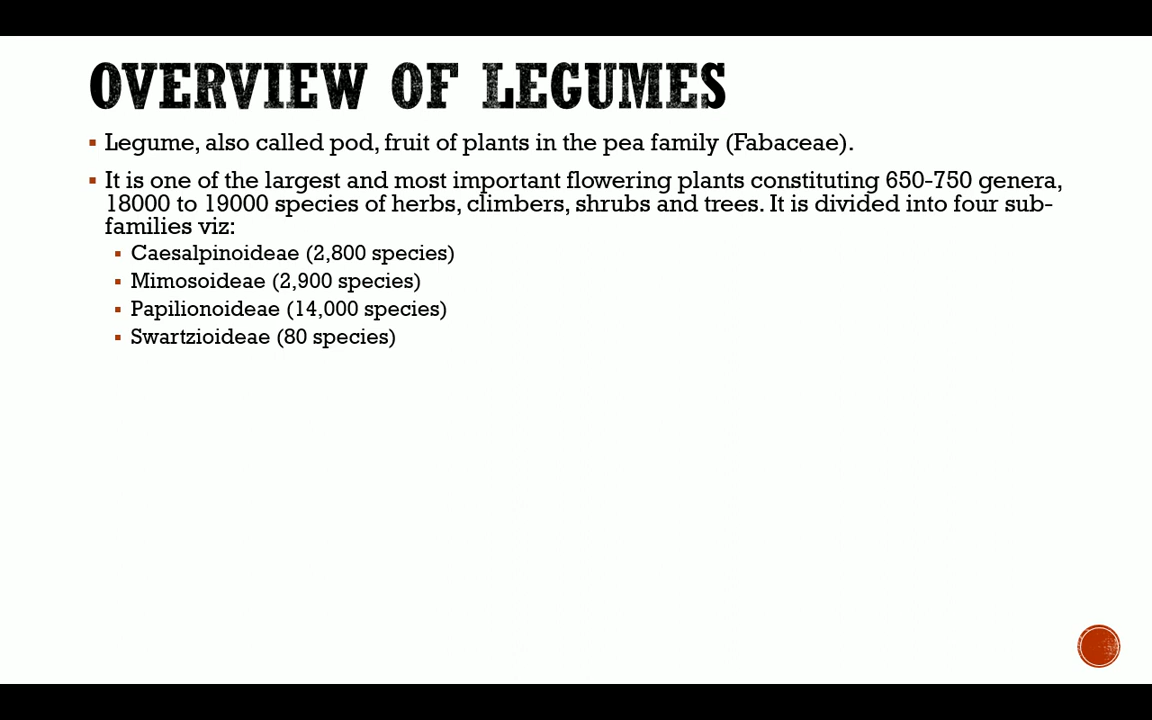 OVERVIEW OF LEGUMES
▪ Legume, also called pod, fruit of plants in the pea family (Fabaceae).
▪ It is one of the largest and most important flowering plants constituting 650-750 genera,
18000 to 19000 species of herbs, climbers, shrubs and trees. It is divided into four sub-
families viz:
▪ Caesalpinoideae (2,800 species)
▪ Mimosoideae (2,900 species)
▪ Papilionoideae (14,000 species)
▪ Swartzioideae (80 species)